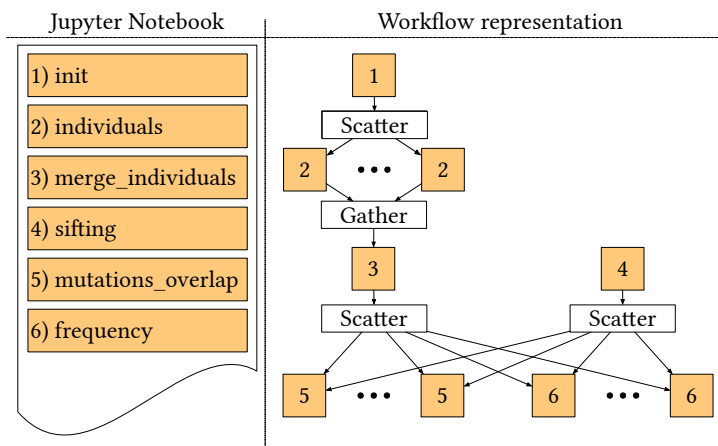 Jupyter Notebook
1) init
2) individuals
3) merge_individuals
4) sifting
5) mutations_overlap
6) frequency
Workflow representation
1
Scatter
2 ••• 2
Gather
3 4
Scatter Scatter
5 ••• 5 6 ••• 6